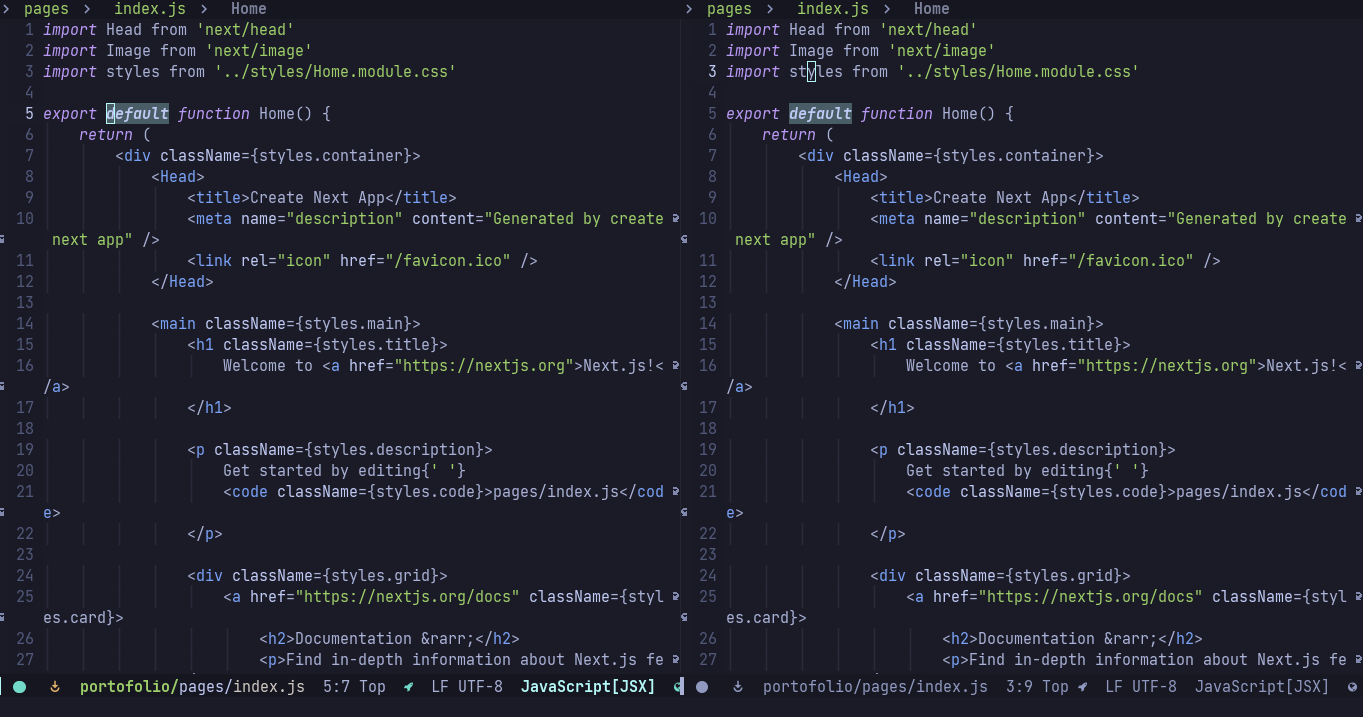 pages > index.js > Home
1 import Head from 'next/head'
2 import Image from 'next/image'
3 import styles from '../styles/Home.module.css'
4
5 export default function Home() {
6 return (
7 <div className={styles.container}>
8 <Head>
9 <title>Create Next App</title>
10 <meta name="description" content="Generated by create
next app" />
11 <link rel="icon" href="/favicon.ico" />
12 </Head>
13
14 <main className={styles.main}>
15 <h1 className={styles.title}>
16 Welcome to <a href="https://nextjs.org">Next.js!<
/a>
17 </h1>
18
19 <p className={styles.description}>
20 Get started by editing{' '}
21 <code className={styles.code}>pages/index.js</cod
e>
22 </p>
23
24 <div className={styles.grid}>
25 <a href="https://nextjs.org/docs" className={styl
es.card}>
26 <h2>Documentation &rarr;</h2>
27 <p>Find in-depth information about Next.js fe
portofolio/pages/index.js 5:7 Top LF UTF-8 JavaScript[JSX]
pages > index.js > Home
1 import Head from 'next/head'
2 import Image from 'next/image'
3 import styles from '../styles/Home.module.css'
4
5 export default function Home() {
6 return (
7 <div className={styles.container}>
8 <Head>
9 <title>Create Next App</title>
10 <meta name="description" content="Generated by create
next app" />
11 <link rel="icon" href="/favicon.ico" />
12 </Head>
13
14 <main className={styles.main}>
15 <h1 className={styles.title}>
16 Welcome to <a href="https://nextjs.org">Next.js!<
/a>
17 </h1>
18
19 <p className={styles.description}>
20 Get started by editing{' '}
21 <code className={styles.code}>pages/index.js</cod
e>
22 </p>
23
24 <div className={styles.grid}>
25 <a href="https://nextjs.org/docs" className={styl
es.card}>
26 <h2>Documentation &rarr;</h2>
27 <p>Find in-depth information about Next.js fe
portofolio/pages/index.js 3:9 Top LF UTF-8 JavaScript[JSX]